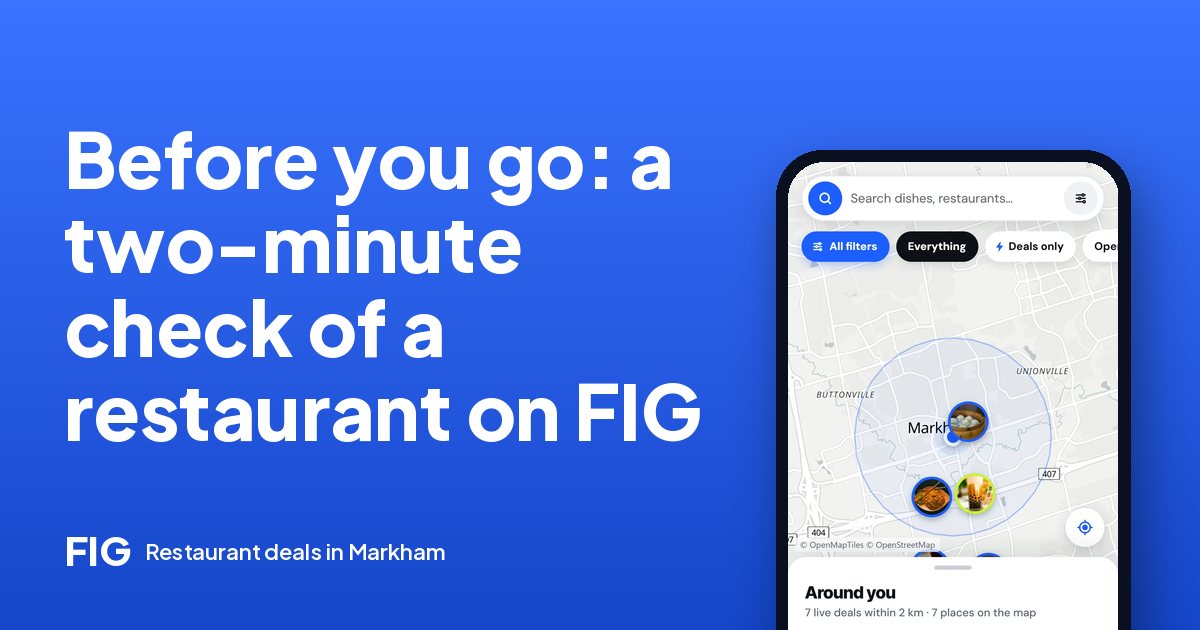 Before you go: a
two-minute
check of a
restaurant on FIG
FIG Restaurant deals in Markham
Search dishes, restaurants...
All filters Everything Deals only
UNIONVILLE
BUTTONVILLE
407
404
© OpenMapTiles © OpenStreetMap
Around you
7 live deals within 2 km · 7 places on the map